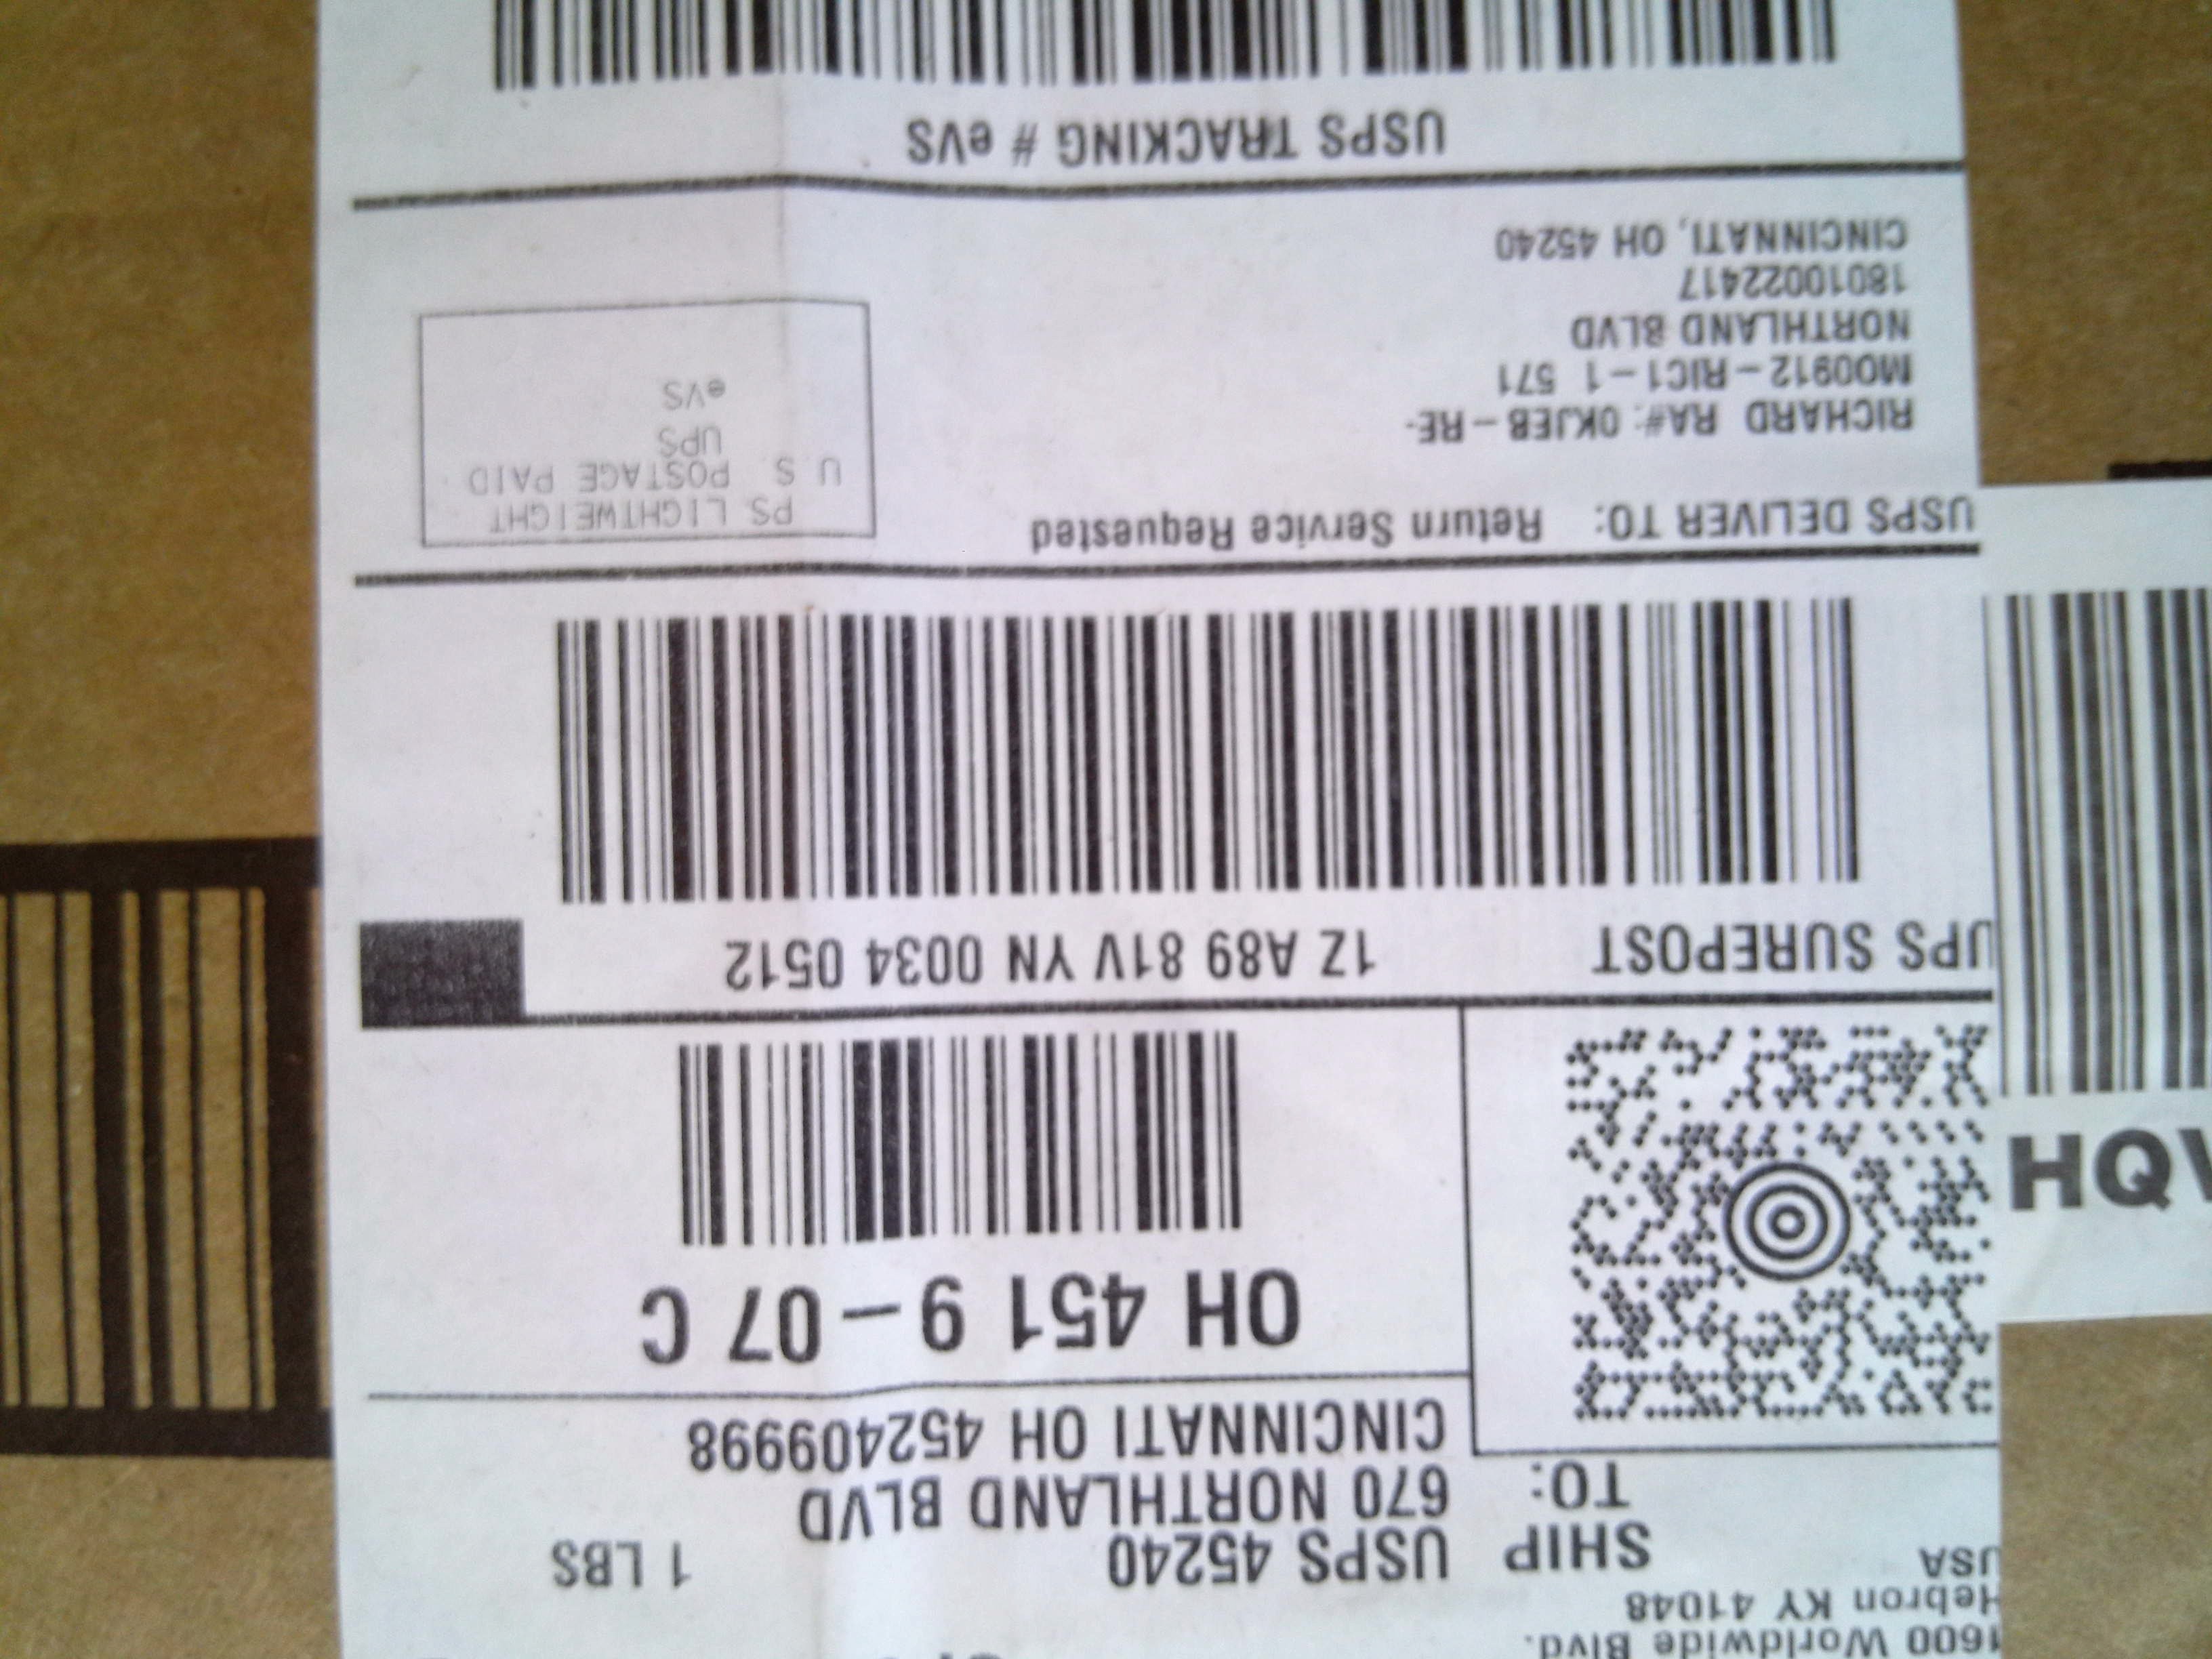 1600 Worldwide Blvd.
Hebron KY 41048
USA
SHIP
TO:
USPS 45240
1 LBS
670 NORTHLAND BLVD
CINCINNATI OH 452409998
OH 451 9-07 C
UPS SUREPOST
1Z A89 81V YN 0034 0512
USPS DELIVER TO: Return Service Requested
RICHARD RA#: 0KJEB-RE-
M00912-RIC1-1 571
NORTHLAND BLVD
18010022417
CINCINNATI, OH 45240
PS LIGHTWEIGHT
U S POSTAGE PAID
UPS
eVS
USPS TRACKING # eVS
HQV